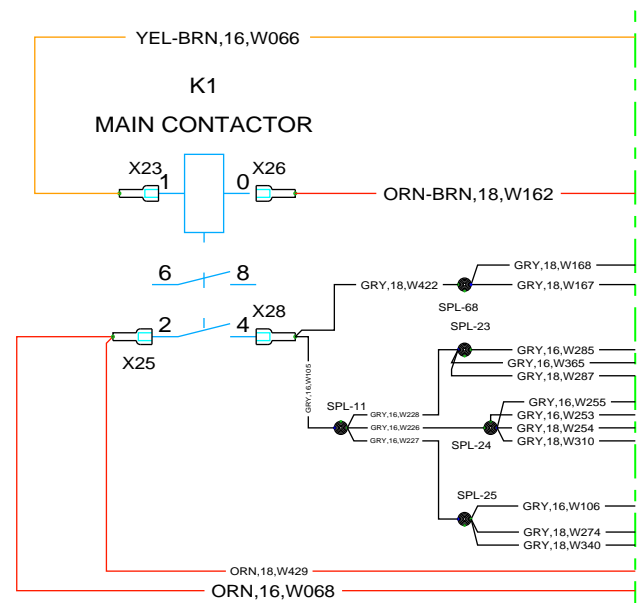 YEL-BRN,16,W066
K1
MAIN CONTACTOR
X23
1
0
X26
ORN-BRN,18,W162
6
8
GRY,18,W168
GRY,18,W422
GRY,18,W167
SPL-68
X28
2
4
X25
SPL-23
GRY,16,W285
GRY,16,W365
GRY,18,W287
GRY,16,W105
SPL-11
GRY,16,W228
GRY,16,W226
GRY,16,W227
SPL-24
GRY,16,W255
GRY,16,W253
GRY,18,W254
GRY,18,W310
SPL-25
GRY,16,W106
GRY,18,W274
GRY,18,W340
ORN,18,W429
ORN,16,W068